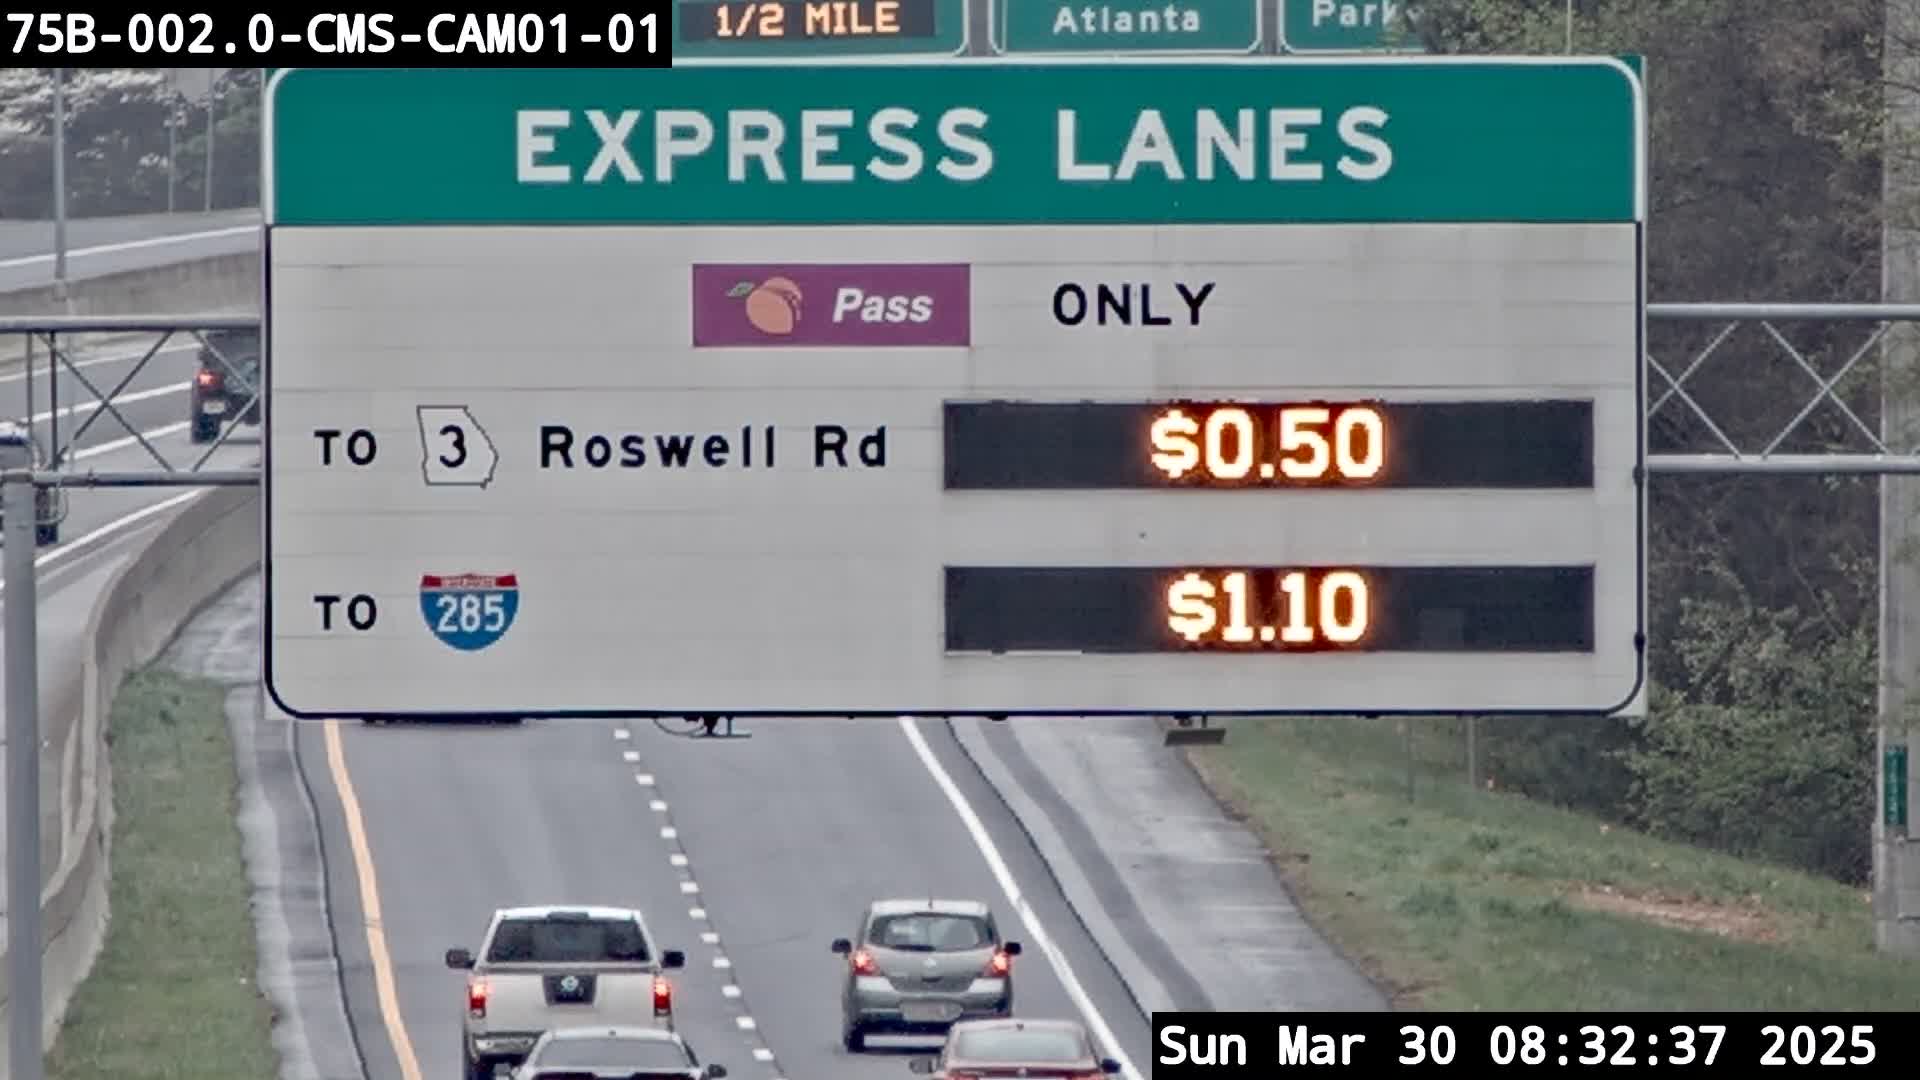 75B-002.0-CMS-CAM01-01
1/2 MILE
Atlanta
EXPRESS LANES
Pass ONLY
TO 3 Roswell Rd $0.50
TO INTERSTATE 285 $1.10
Sun Mar 30 08:32:37 2025